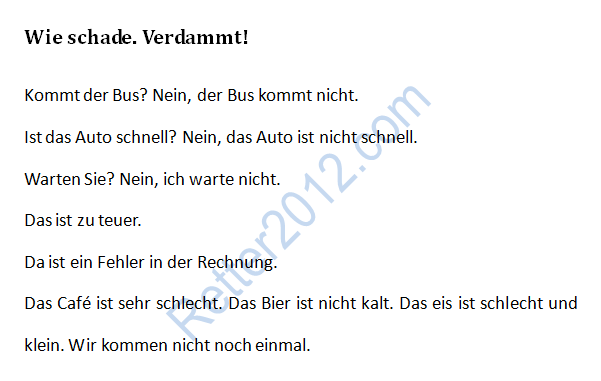 Wie schade. Verdammt!
Kommt der Bus? Nein, der Bus kommt nicht.
Ist das Auto schnell? Nein, das Auto ist nicht schnell.
Warten Sie? Nein, ich warte nicht.
Das ist zu teuer.
Da ist ein Fehler in der Rechnung.
Das Café ist sehr schlecht. Das Bier ist nicht kalt. Das eis ist schlecht und
klein. Wir kommen nicht noch einmal.
Retter2012.com